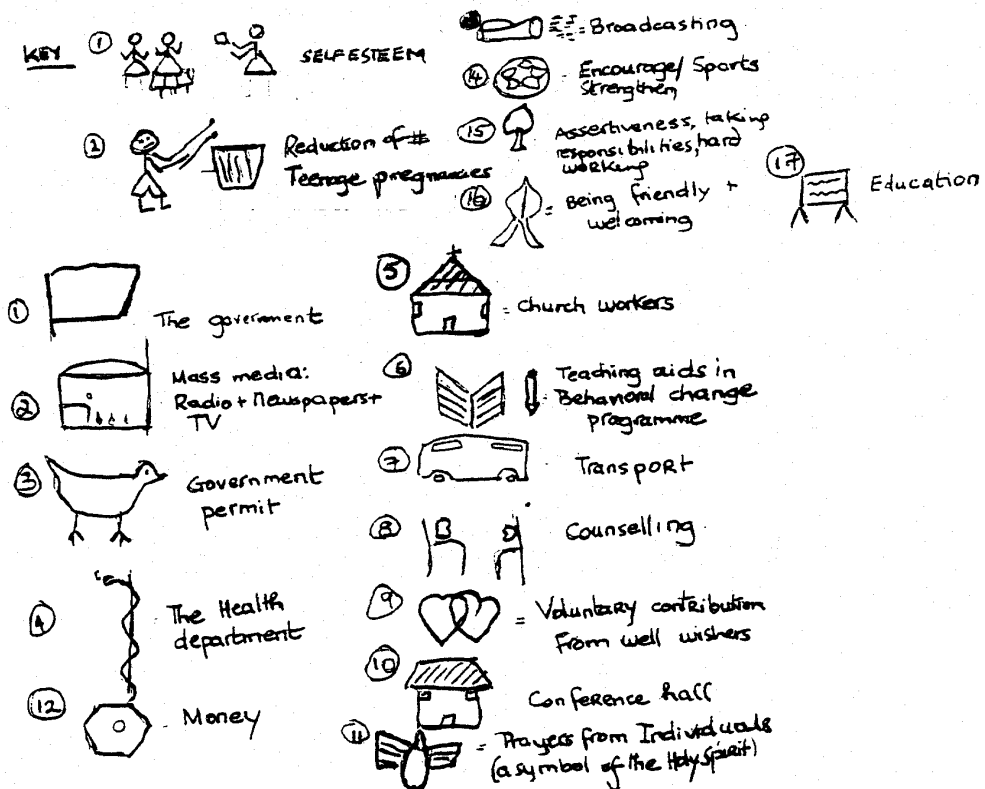 KEY
① SELF ESTEEM
② Reduction of #
Teenage pregnancies
= Broadcasting
⑭ Encourage/Sports
Strengthen
⑮ Assertiveness, taking
responsibilities, hard
working
⑯ = Being friendly +
welcoming
⑰ Education
① The government
② Mass media:
Radio + Newspapers +
TV
③ Government
permit
④ The Health
department
⑫ Money
⑤ = Church workers
⑥ Teaching aids in
Behavioral change
programme
⑦ Transport
⑧ Counselling
⑨ = Voluntary contribution
From well wishers
⑩ Conference hall
⑪ = Prayers from Individuals
(a symbol of the Holy Spirit)